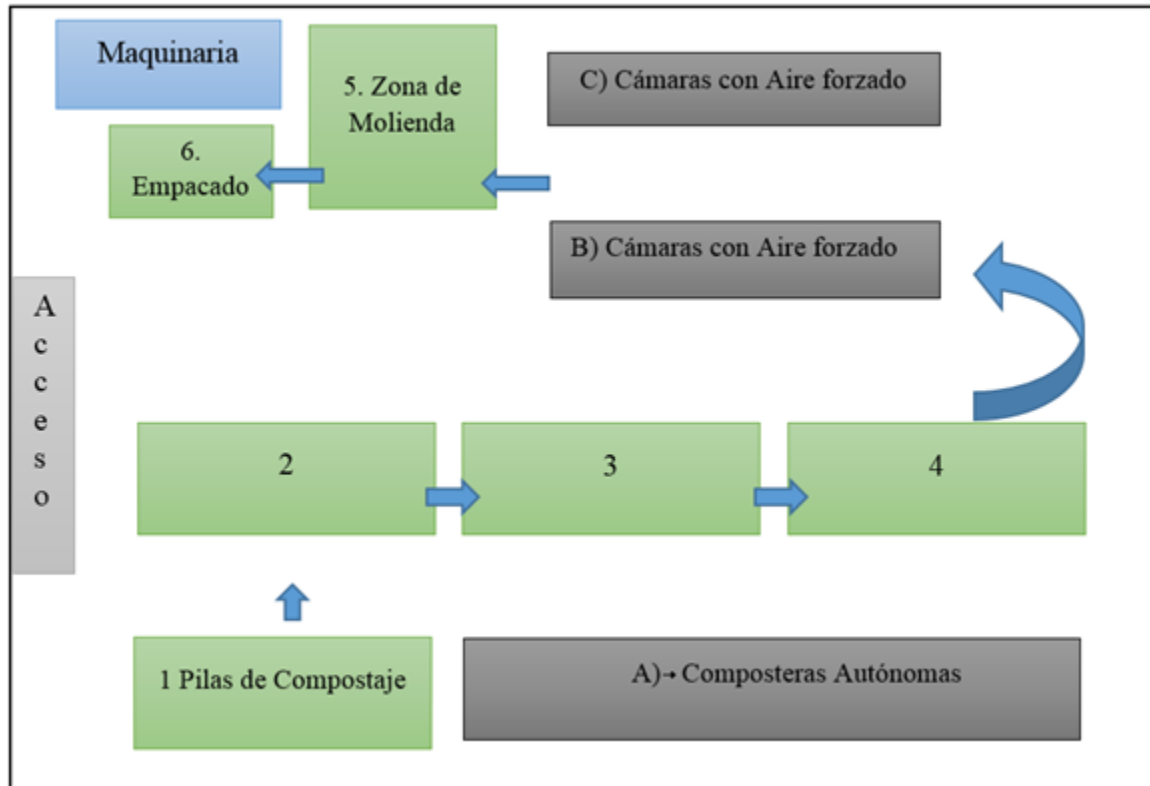 Maquinaria
5. Zona de
Molienda
C) Cámaras con Aire forzado
6.
Empacado
B) Cámaras con Aire forzado
A
c
c
e
s
o
2
3
4
1 Pilas de Compostaje
A)→ Composteras Autónomas